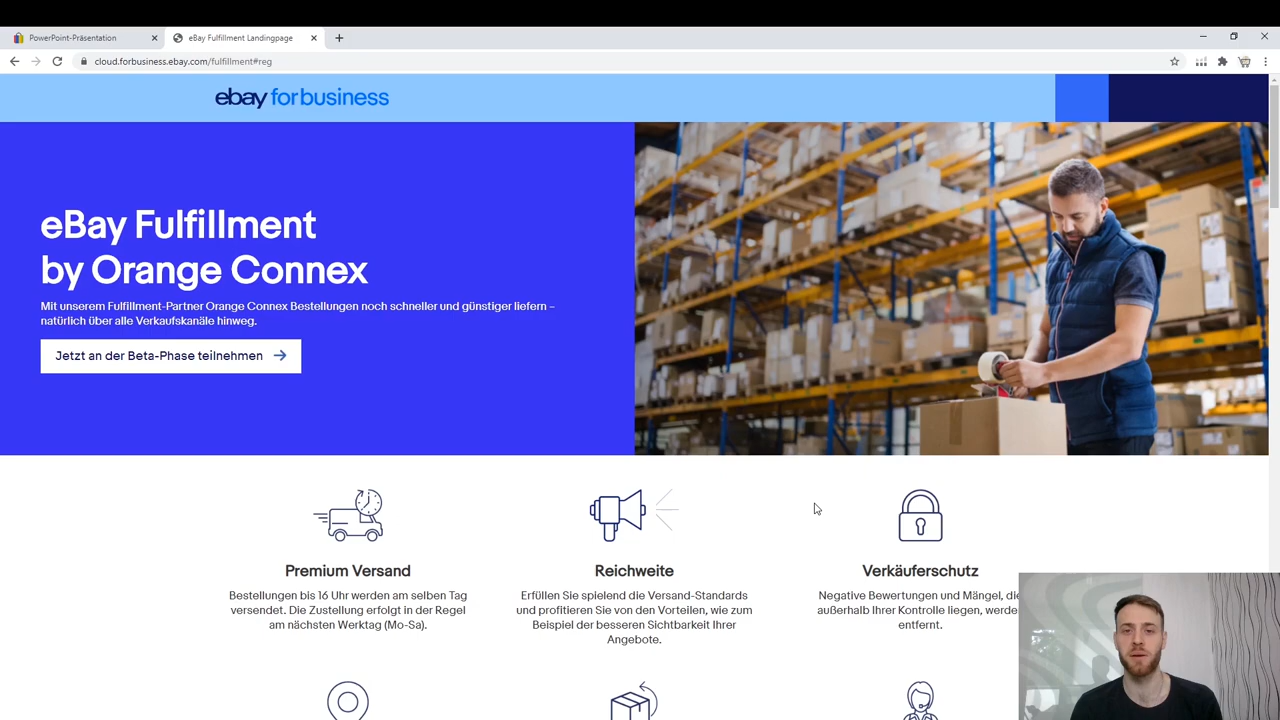 PowerPoint-Präsentation
eBay Fulfillment Landingpage
cloud.forbusiness.ebay.com/fulfillment#reg
ebay for business
eBay Fulfillment
by Orange Connex
Mit unserem Fulfillment-Partner Orange Connex Bestellungen noch schneller und günstiger liefern –
natürlich über alle Verkaufskanäle hinweg.
Jetzt an der Beta-Phase teilnehmen
Premium Versand
Bestellungen bis 16 Uhr werden am selben Tag
versendet. Die Zustellung erfolgt in der Regel
am nächsten Werktag (Mo-Sa).
Reichweite
Erfüllen Sie spielend die Versand-Standards
und profitieren Sie von den Vorteilen, wie zum
Beispiel der besseren Sichtbarkeit Ihrer
Angebote.
Verkäuferschutz
Negative Bewertungen und Mängel, die
außerhalb Ihrer Kontrolle liegen, werde
entfernt.